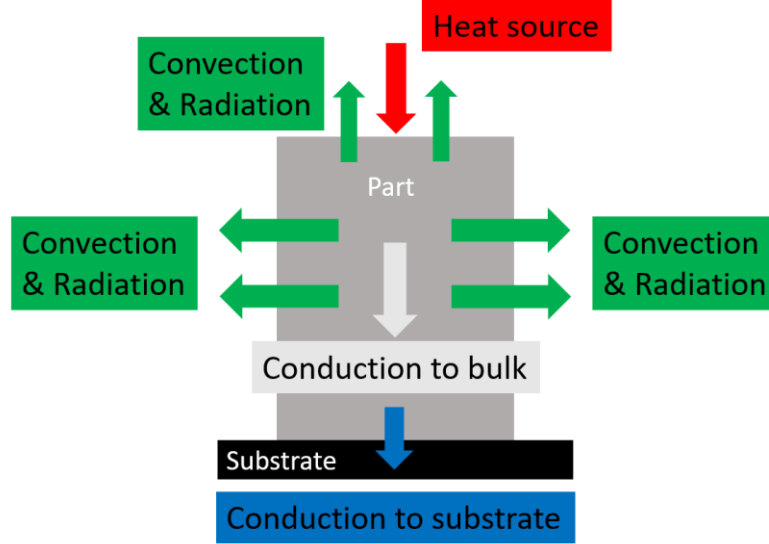 Heat source
Convection
& Radiation
Part
Convection
& Radiation
Convection
& Radiation
Conduction to bulk
Substrate
Conduction to substrate